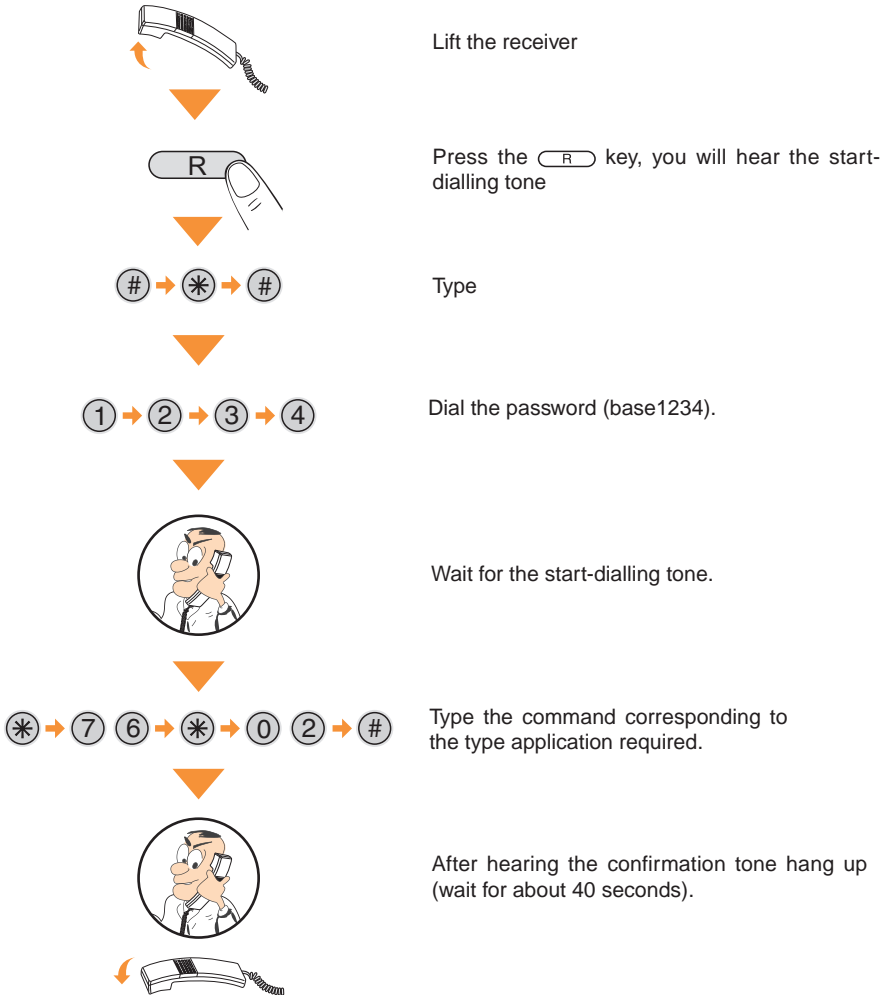 Lift the receiver
R
Press the R key, you will hear the start-
dialling tone
# * #
Type
1 2 3 4
Dial the password (base1234).
Wait for the start-dialling tone.
* 7 6 * 0 2 #
Type the command corresponding to
the type application required.
After hearing the confirmation tone hang up
(wait for about 40 seconds).